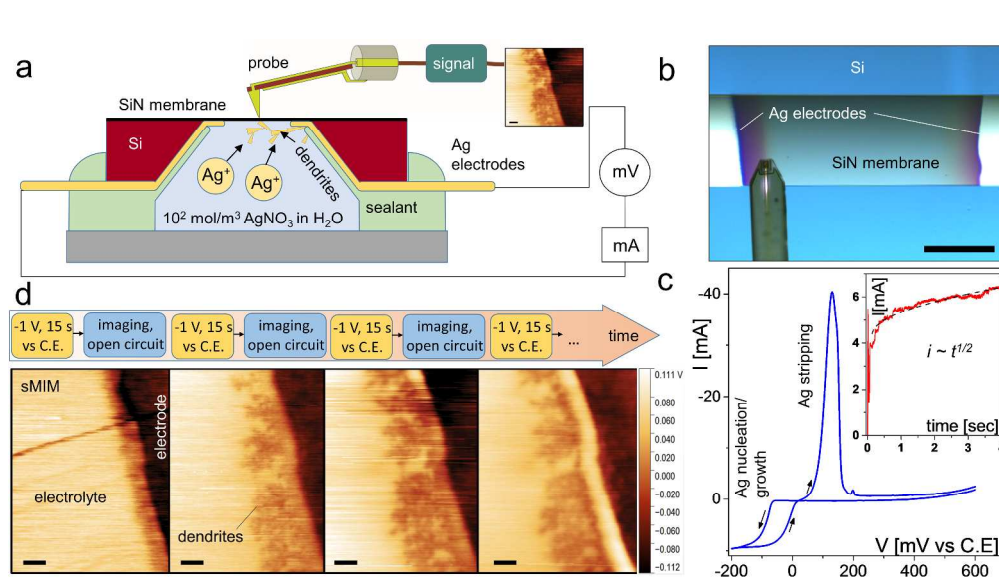 a
probe
signal
SiN membrane
Si
Ag⁺
Ag⁺
dendrites
Ag
electrodes
sealant
10² mol/m³ AgNO₃ in H₂O
mV
mA
b
Si
Ag electrodes
SiN membrane
c
I [mA]
-40
-20
0
Ag nucleation/
growth
Ag stripping
-200
0
200
400
600
V [mV vs C.E]
I[mA]
6
4
2
0
i ~ t^1/2
time [sec]
0
1
2
3
d
-1 V, 15 s
vs C.E.
imaging,
open circuit
-1 V, 15 s
vs C.E.
imaging,
open circuit
-1 V, 15 s
vs C.E.
imaging,
open circuit
-1 V, 15 s
vs C.E.
...
time
sMIM
electrode
electrolyte
dendrites
0.111 V
0.080
0.060
0.040
0.020
0.000
−0.020
−0.040
−0.060
−0.080
−0.112